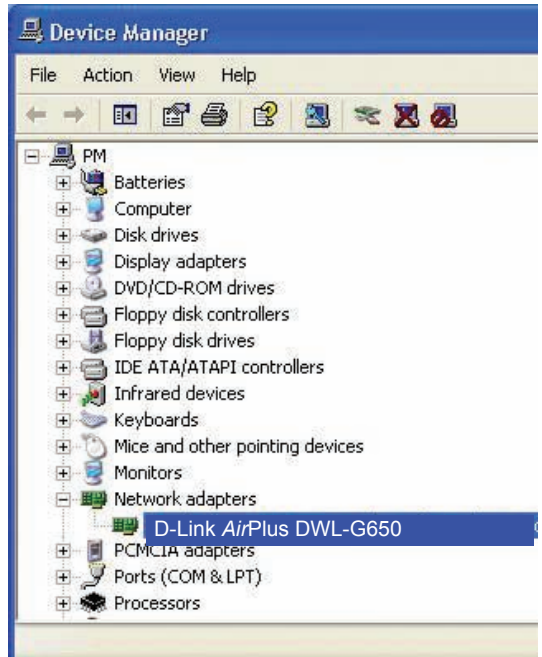 Device Manager
File Action View Help
PM
Batteries
Computer
Disk drives
Display adapters
DVD/CD-ROM drives
Floppy disk controllers
Floppy disk drives
IDE ATA/ATAPI controllers
Infrared devices
Keyboards
Mice and other pointing devices
Monitors
Network adapters
D-Link AirPlus DWL-G650
PCMCIA adapters
Ports (COM & LPT)
Processors